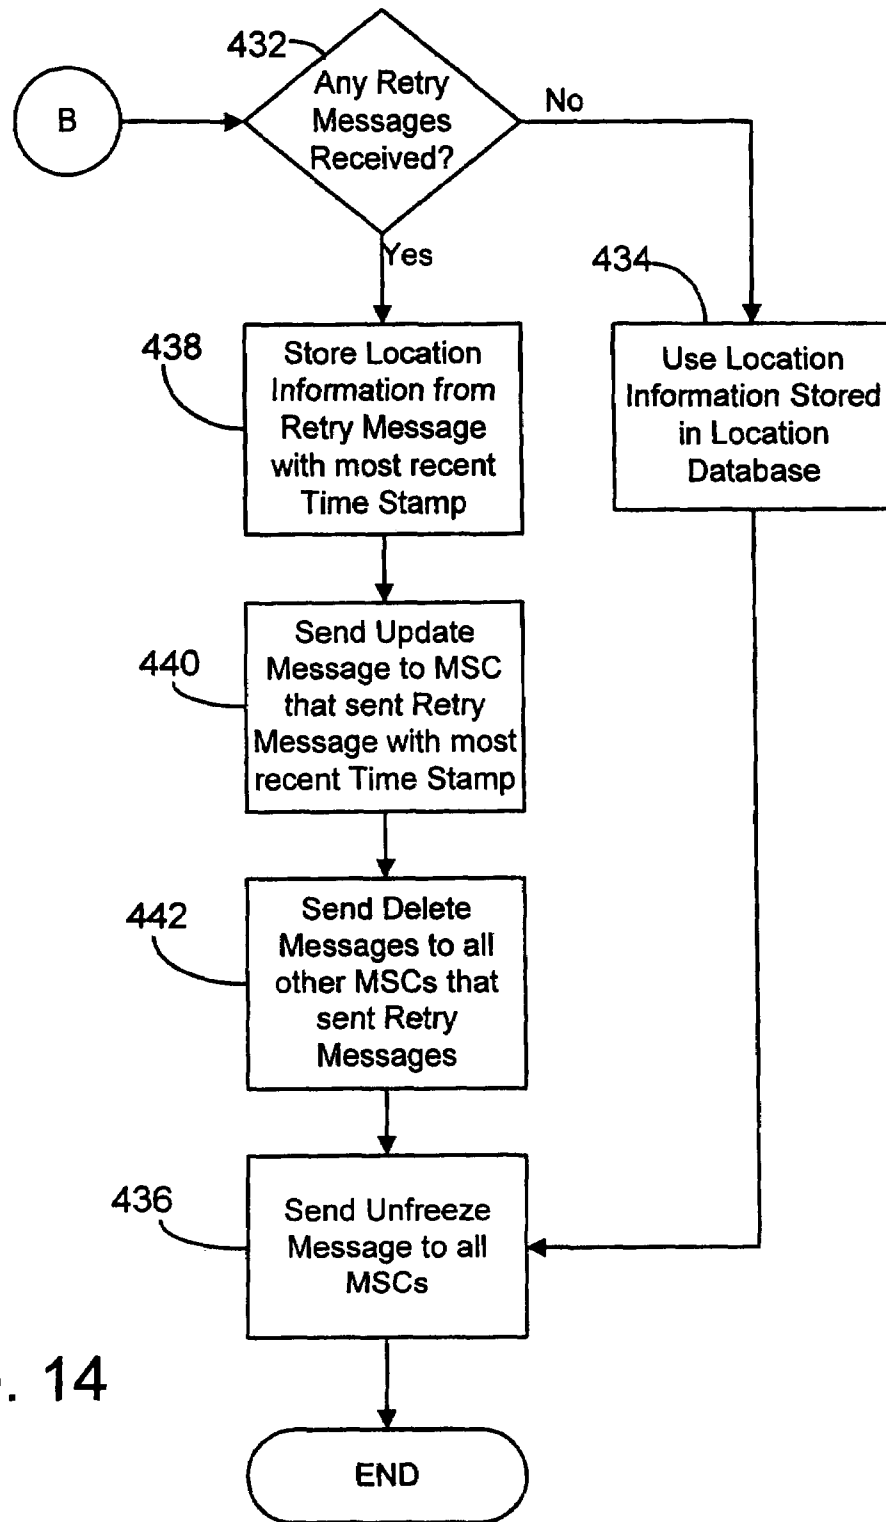 432
Any Retry
Messages
Received?
B
No
Yes
434
438
Store Location
Information from
Retry Message
with most recent
Time Stamp
Use Location
Information Stored
in Location
Database
440
Send Update
Message to MSC
that sent Retry
Message with most
recent Time Stamp
442
Send Delete
Messages to all
other MSCs that
sent Retry
Messages
436
Send Unfreeze
Message to all
MSCs
. 14
END